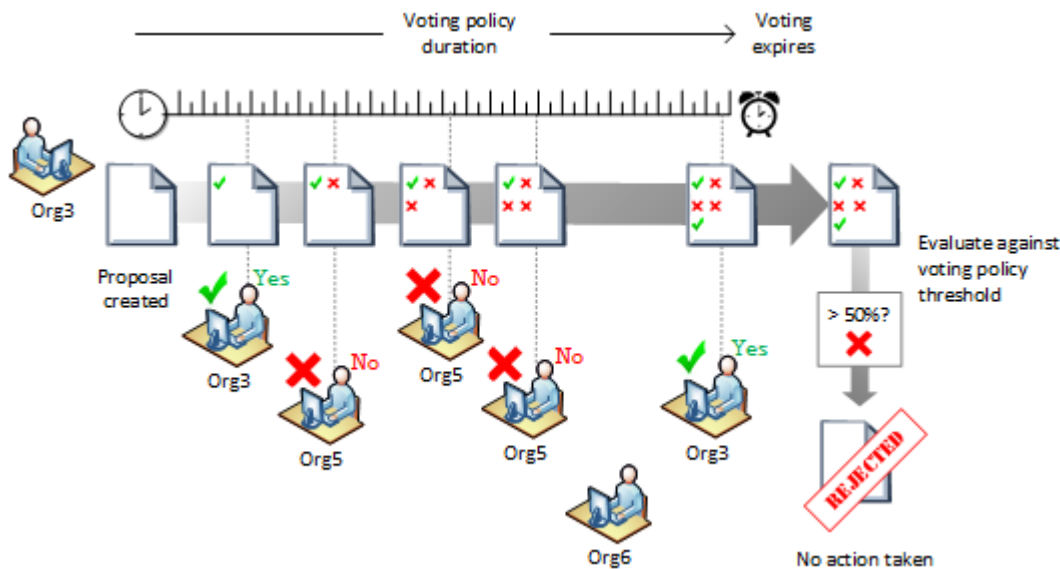 Voting policy
duration
Voting
expires
Org3
Proposal
created
Yes
Org3
No
Org5
No
Org5
No
Org5
Yes
Org3
Org6
Evaluate against
voting policy
threshold
> 50%?
REJECTED
No action taken